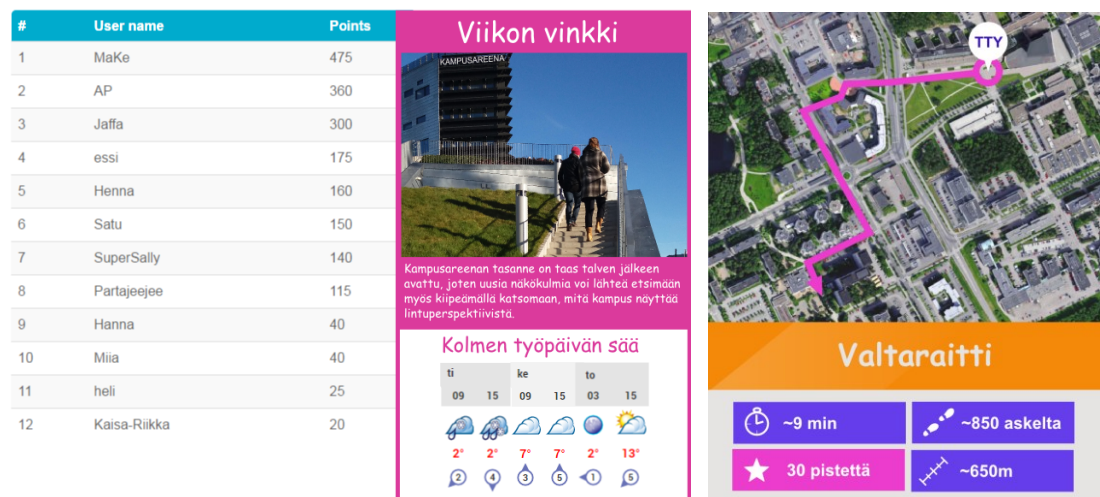 # User name Points
1 MaKe 475
2 AP 360
3 Jaffa 300
4 essi 175
5 Henna 160
6 Satu 150
7 SuperSally 140
8 Partajeejee 115
9 Hanna 40
10 Miia 40
11 heli 25
12 Kaisa-Riikka 20
Viikon vinkki
KAMPUSAREENA
Kampusareenan tasanne on taas talven jälkeen
avattu, joten uusia näkökulmia voi lähteä etsimään
myös kiipeämällä katsomaan, mitä kampus näyttää
lintuperspektiivistä.
Kolmen työpäivän sää
ti ke to
09 15 09 15 03 15
2° 2° 7° 7° 2° 13°
2 4 3 5 1 5
TTY
Valtaraitti
~9 min ~850 askelta
30 pistettä ~650m